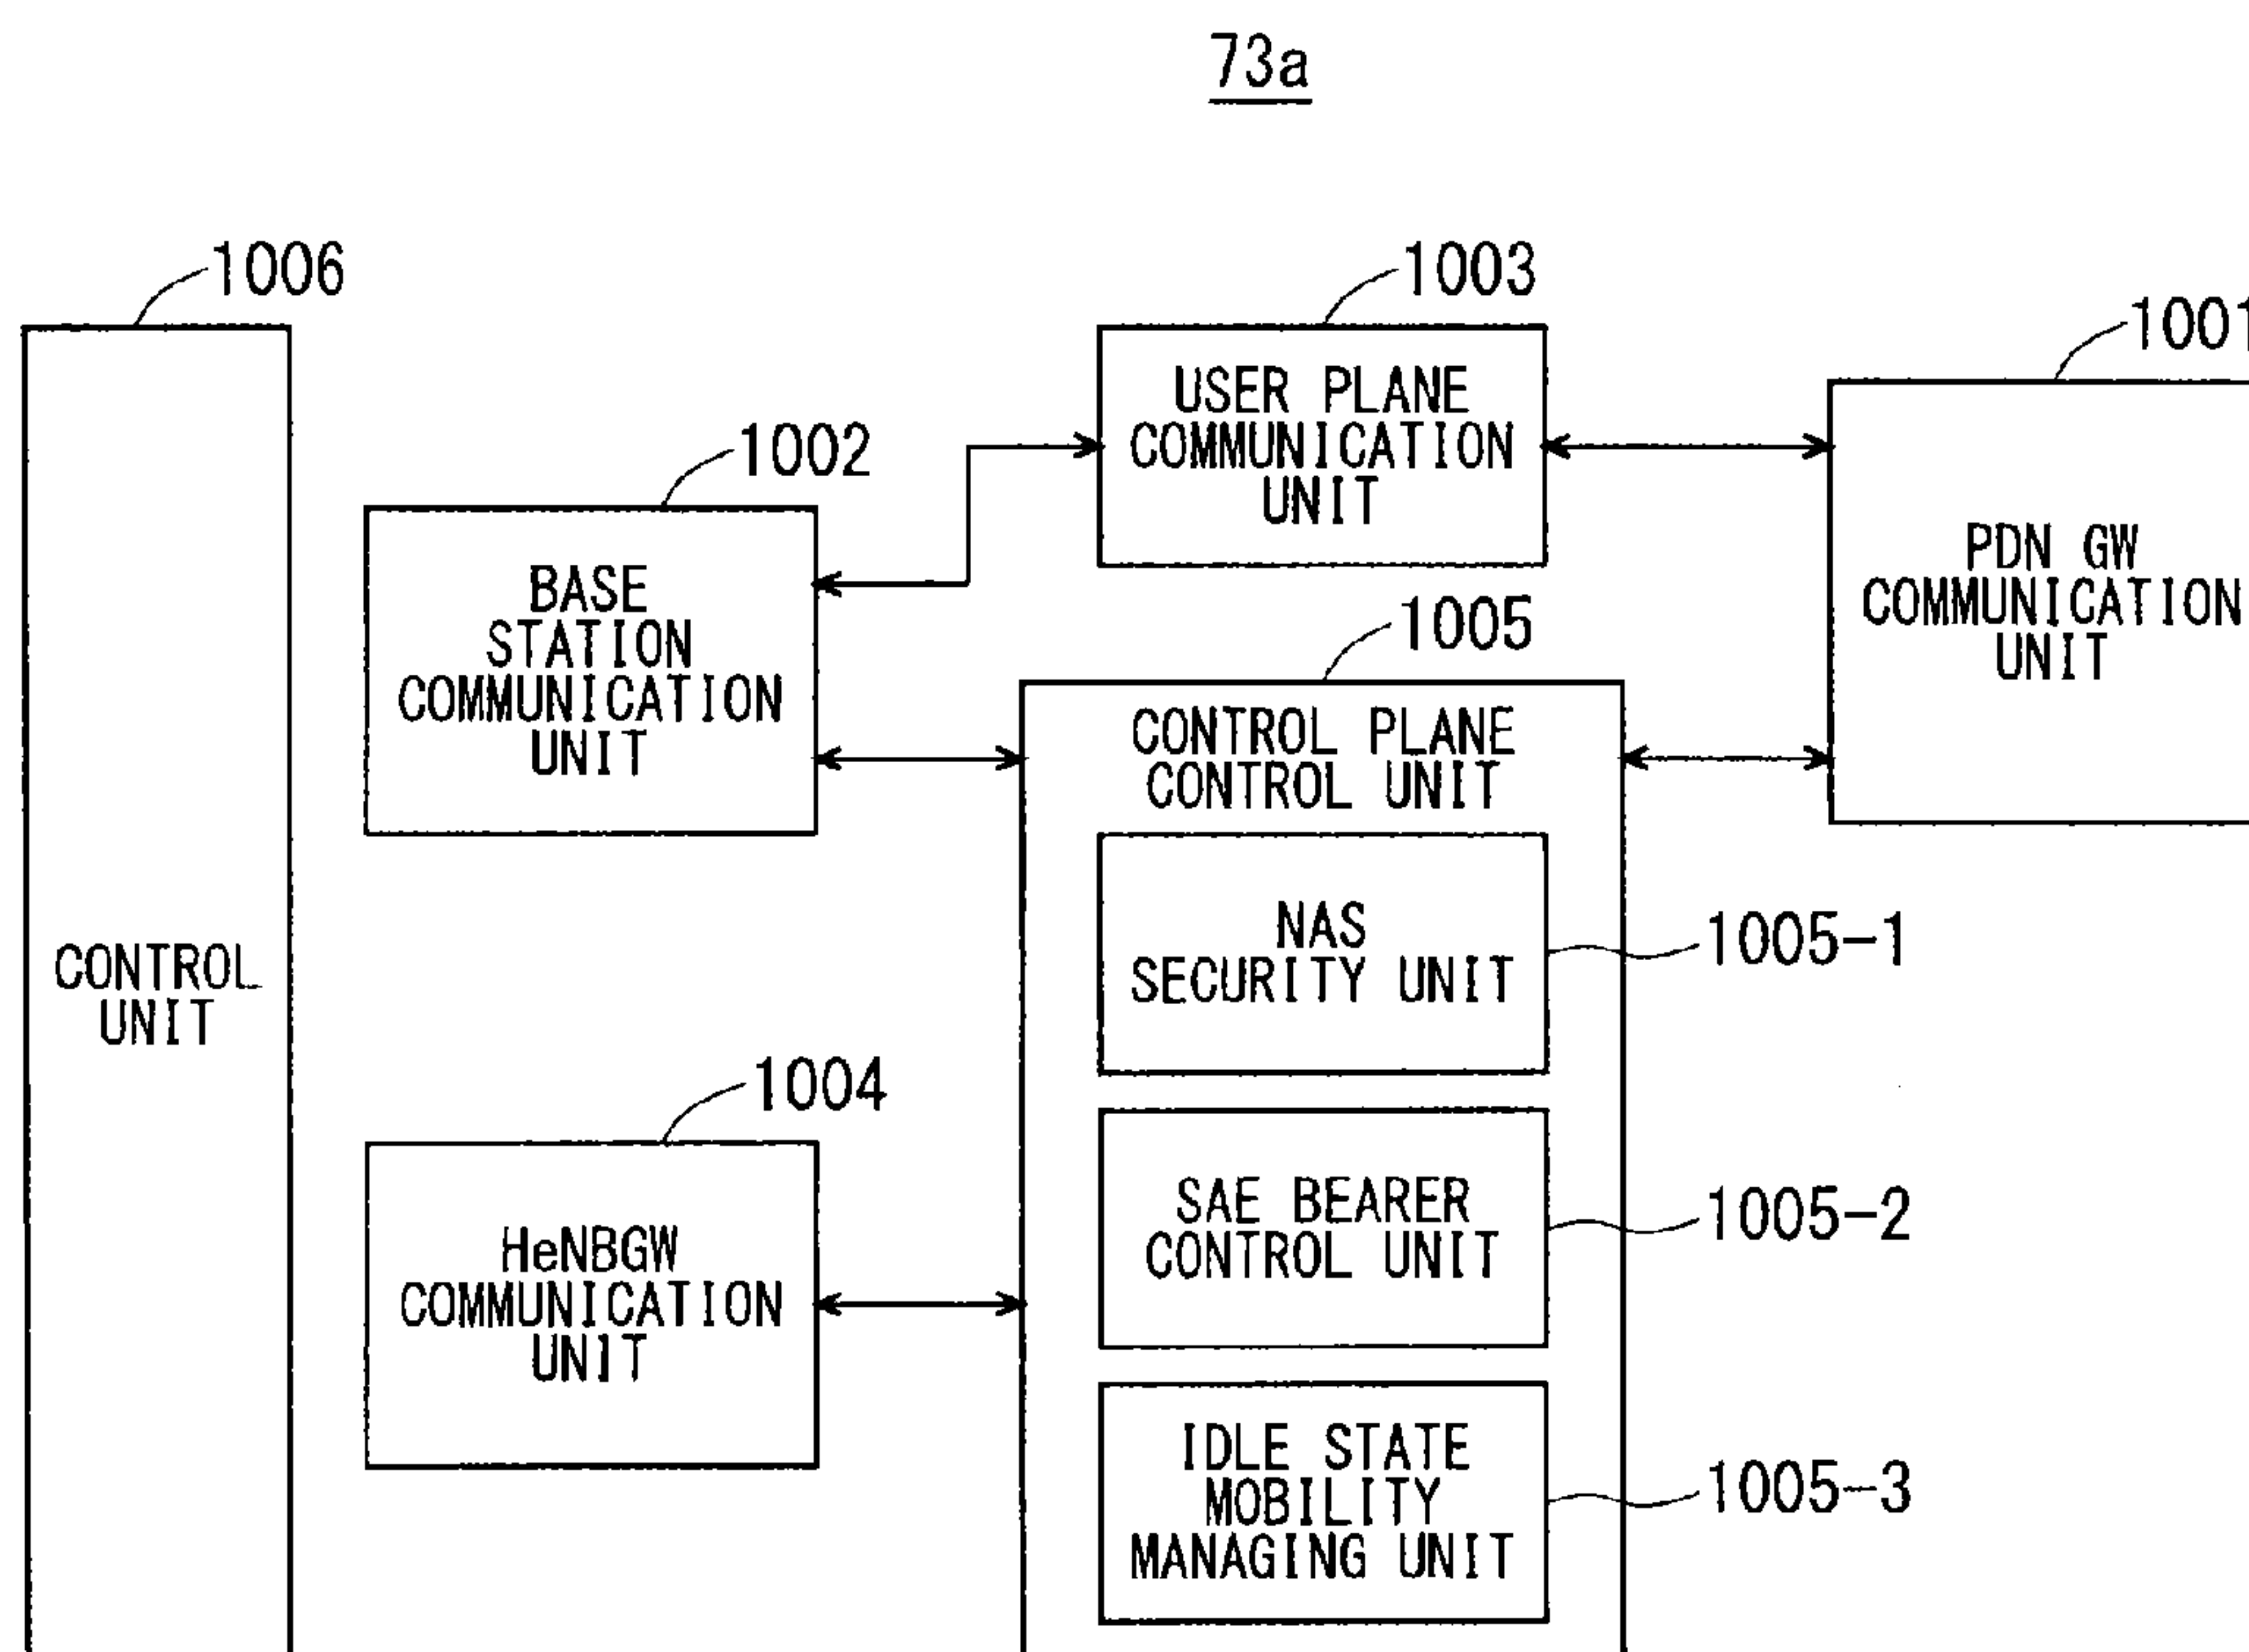 73a
1006
1003
1001
1002
USER PLANE
COMMUNICATION
UNIT
BASE
STATION
COMMUNICATION
UNIT
PDN GW
COMMUNICATION
UNIT
1005
CONTROL PLANE
CONTROL UNIT
CONTROL
UNIT
NAS
SECURITY UNIT
1005-1
1004
HeNBGW
COMMUNICATION
UNIT
SAE BEARER
CONTROL UNIT
1005-2
IDLE STATE
MOBILITY
MANAGING UNIT
1005-3